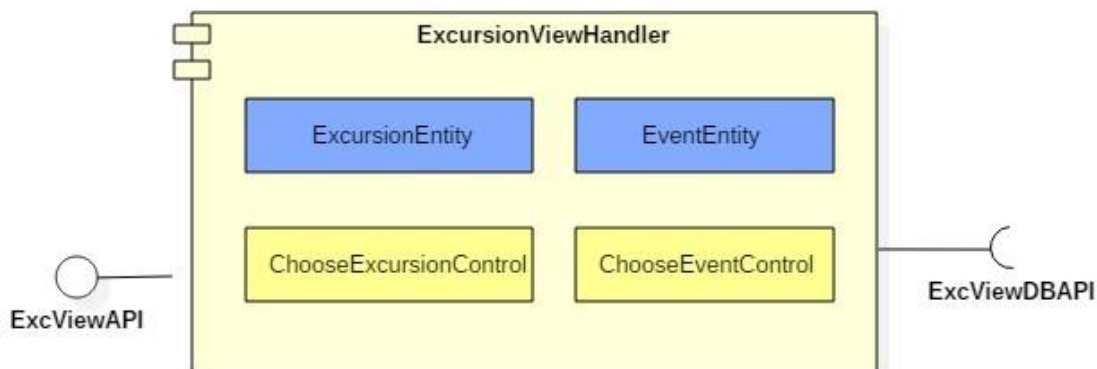 ExcursionViewHandler
ExcursionEntity
EventEntity
ChooseExcursionControl
ChooseEventControl
ExcViewAPI
ExcViewDBAPI